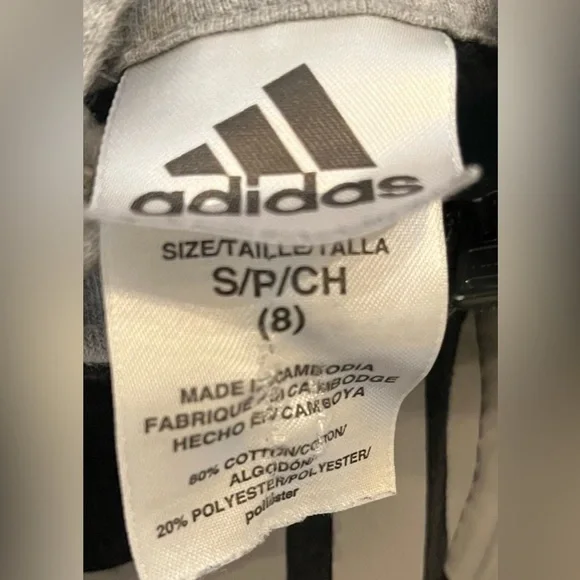 adidas
SIZE/TAILLE/TALLA
S/P/CH
(8)
MADE IN CAMBODIA
FABRIQUE AU CAMBODGE
HECHO EN CAMBOYA
80% COTTON/COTON/
ALGODÓN/
20% POLYESTER/POLYESTER/
poliéster